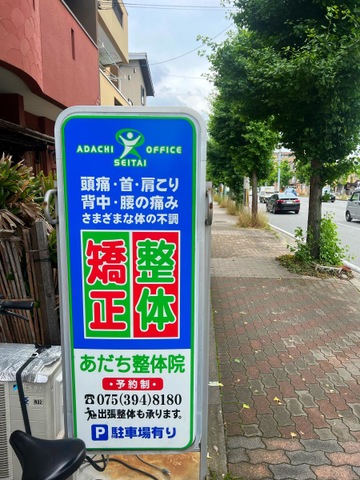 ADACHI OFFICE
SEITAI
頭痛・首・肩こり
背中・腰の痛み
さまざまな体の不調
整体
矯正
あだち整体院
・予約制・
☎075(394)8180
出張整体も承ります。
P 駐車場有り